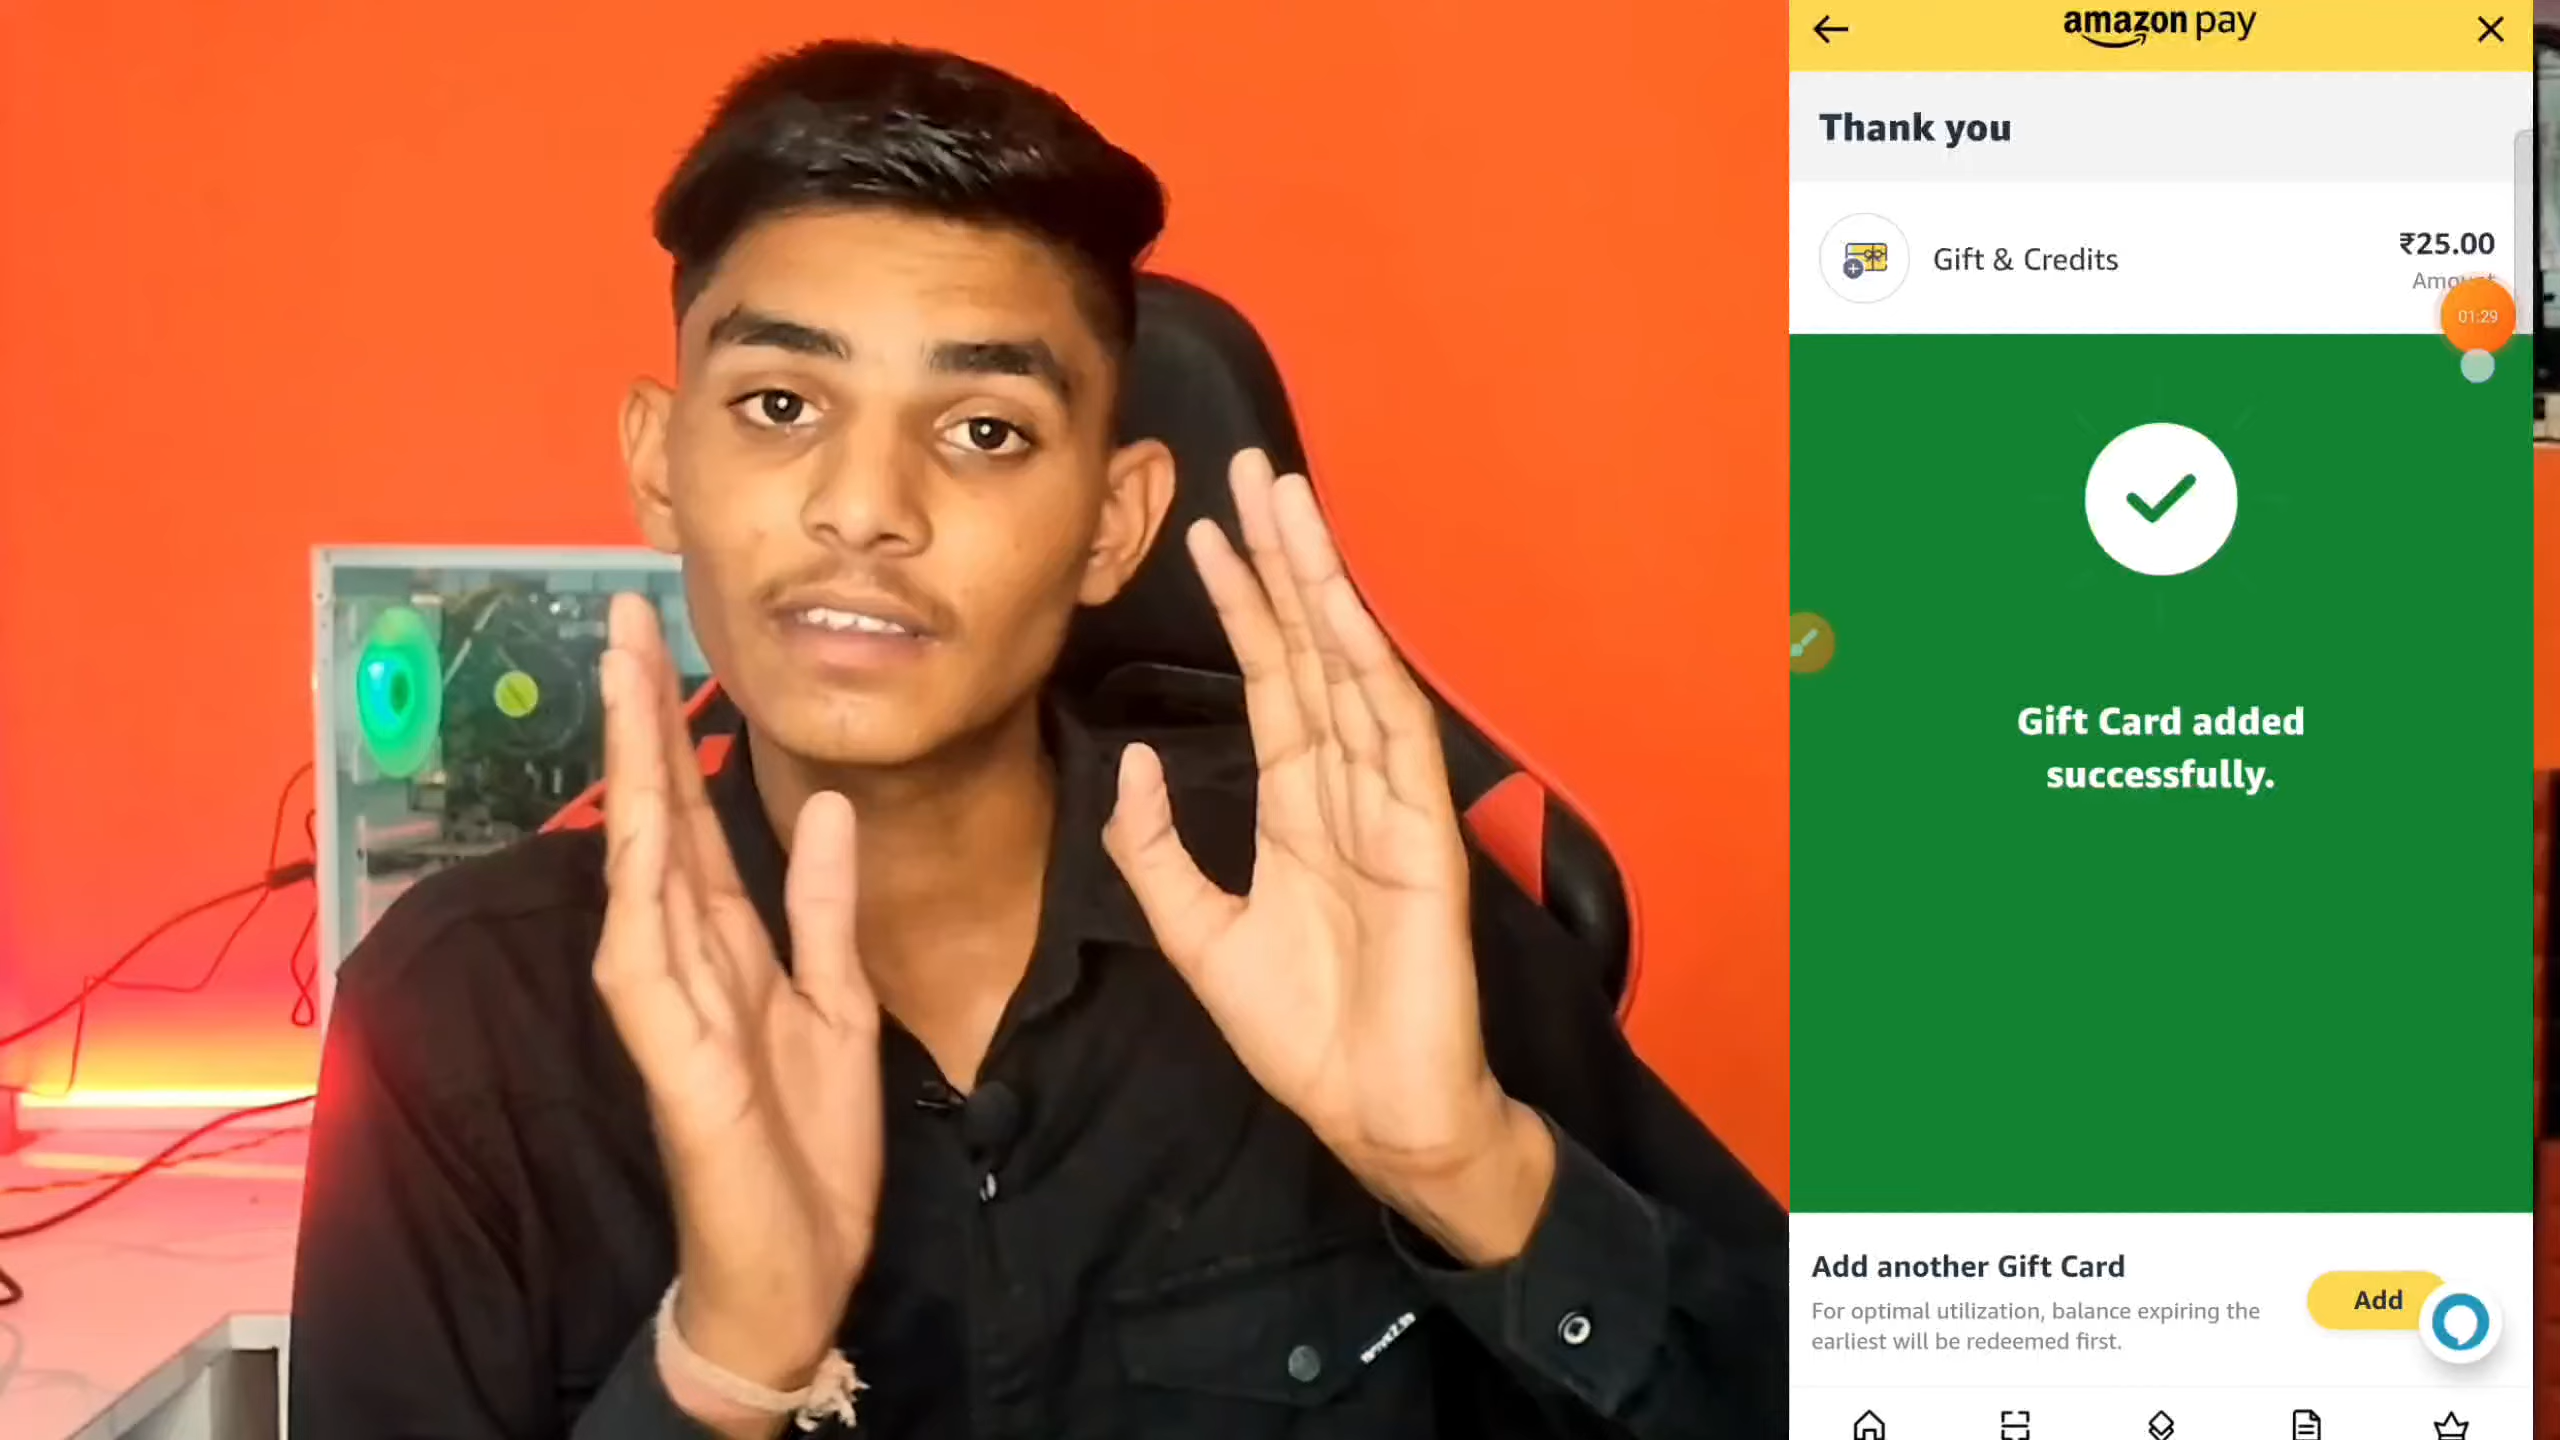 amazon pay
Thank you
Gift & Credits
₹25.00
01:29
Gift Card added
successfully.
Add another Gift Card
For optimal utilization, balance expiring the
earliest will be redeemed first.
Add